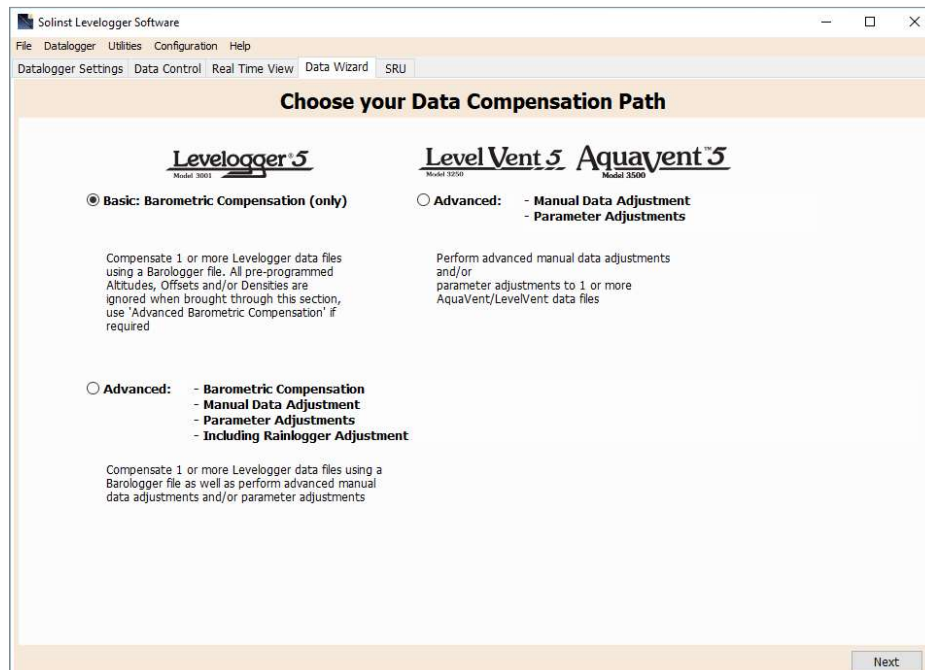 Solinst Levelogger Software
File Datalogger Utilities Configuration Help
Datalogger Settings Data Control Real Time View Data Wizard SRU
Choose your Data Compensation Path
Levelogger®5
Model 3001
LevelVent 5 Aquavent™5
Model 3250 Model 3500
Basic: Barometric Compensation (only)
Compensate 1 or more Levelogger data files
using a Barologger file. All pre-programmed
Altitudes, Offsets and/or Densities are
ignored when brought through this section,
use 'Advanced Barometric Compensation' if
required
Advanced: - Manual Data Adjustment
- Parameter Adjustments
Perform advanced manual data adjustments
and/or
parameter adjustments to 1 or more
AquaVent/LevelVent data files
Advanced: - Barometric Compensation
- Manual Data Adjustment
- Parameter Adjustments
- Including Rainlogger Adjustment
Compensate 1 or more Levelogger data files using a
Barologger file as well as perform advanced manual
data adjustments and/or parameter adjustments
Next